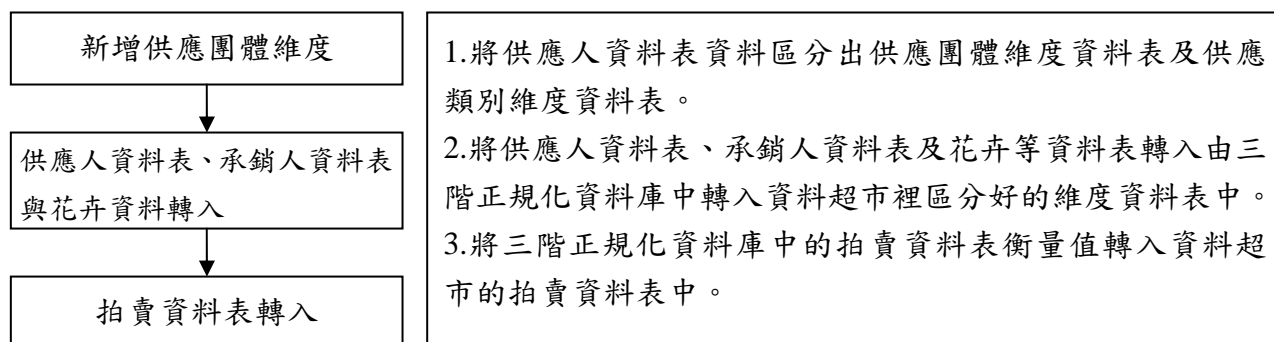 新增供應團體維度
供應人資料表、承銷人資料表
與花卉資料轉入
拍賣資料表轉入
1.將供應人資料表資料區分出供應團體維度資料表及供應
類別維度資料表。
2.將供應人資料表、承銷人資料表及花卉等資料表轉入由三
階正規化資料庫中轉入資料超市裡區分好的維度資料表中。
3.將三階正規化資料庫中的拍賣資料表衡量值轉入資料超
市的拍賣資料表中。